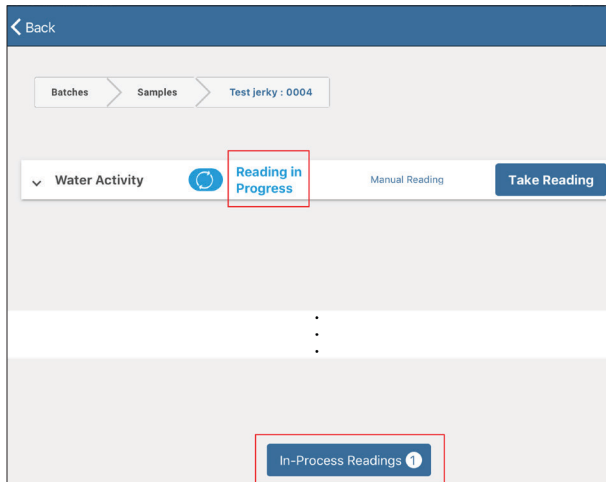 Back
Batches Samples Test jerky : 0004
Water Activity Reading in Progress Manual Reading Take Reading
In-Process Readings 1